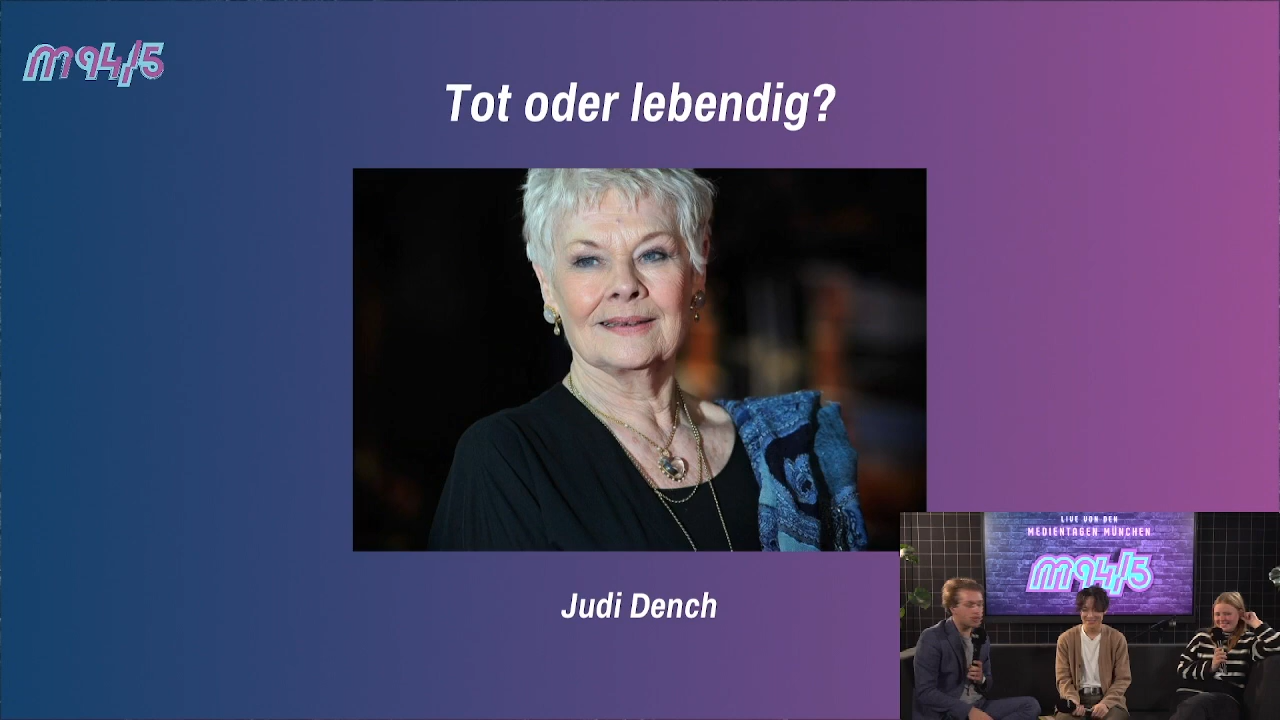 M94/5
Tot oder lebendig?
Judi Dench
LIVE VON DEN
MEDIENTAGEN MÜNCHEN
M94/5